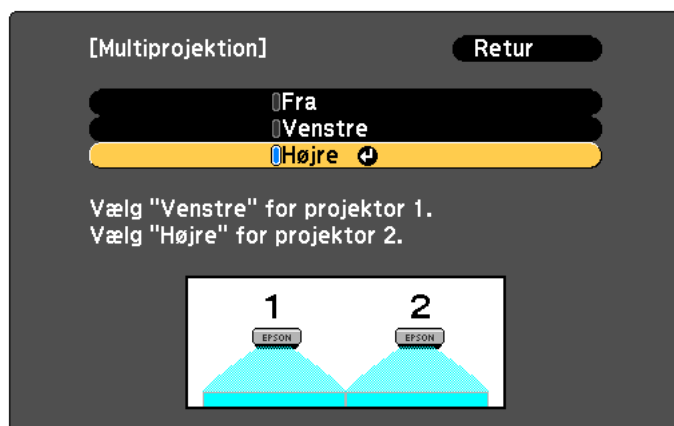 [Multiprojektion] Retur
Fra
Venstre
Højre
Vælg "Venstre" for projektor 1.
Vælg "Højre" for projektor 2.
1 2
EPSON EPSON